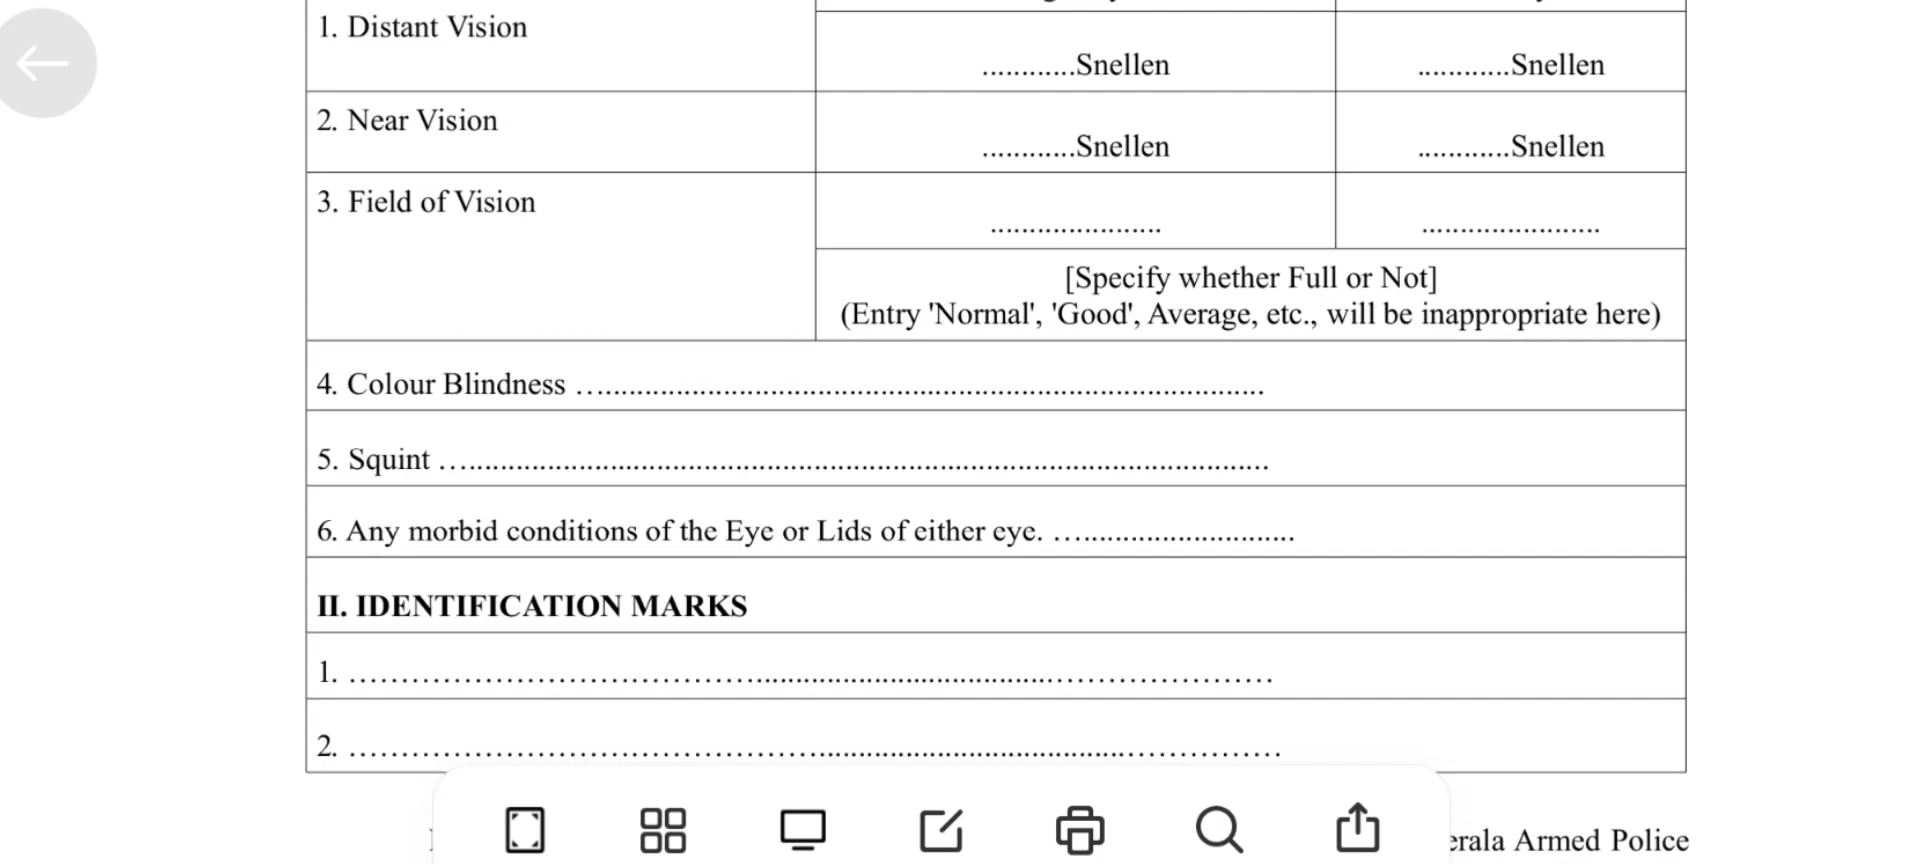 1. Distant Vision
............Snellen ............Snellen
2. Near Vision
............Snellen ............Snellen
3. Field of Vision
...................... .......................
[Specify whether Full or Not]
(Entry 'Normal', 'Good', Average, etc., will be inappropriate here)
4. Colour Blindness …....................................................................................
5. Squint …......................................................................................................
6. Any morbid conditions of the Eye or Lids of either eye. …...........................
II. IDENTIFICATION MARKS
1. …………………………………......................................…………………
2. ………………………………………........................................……………
Armed Police